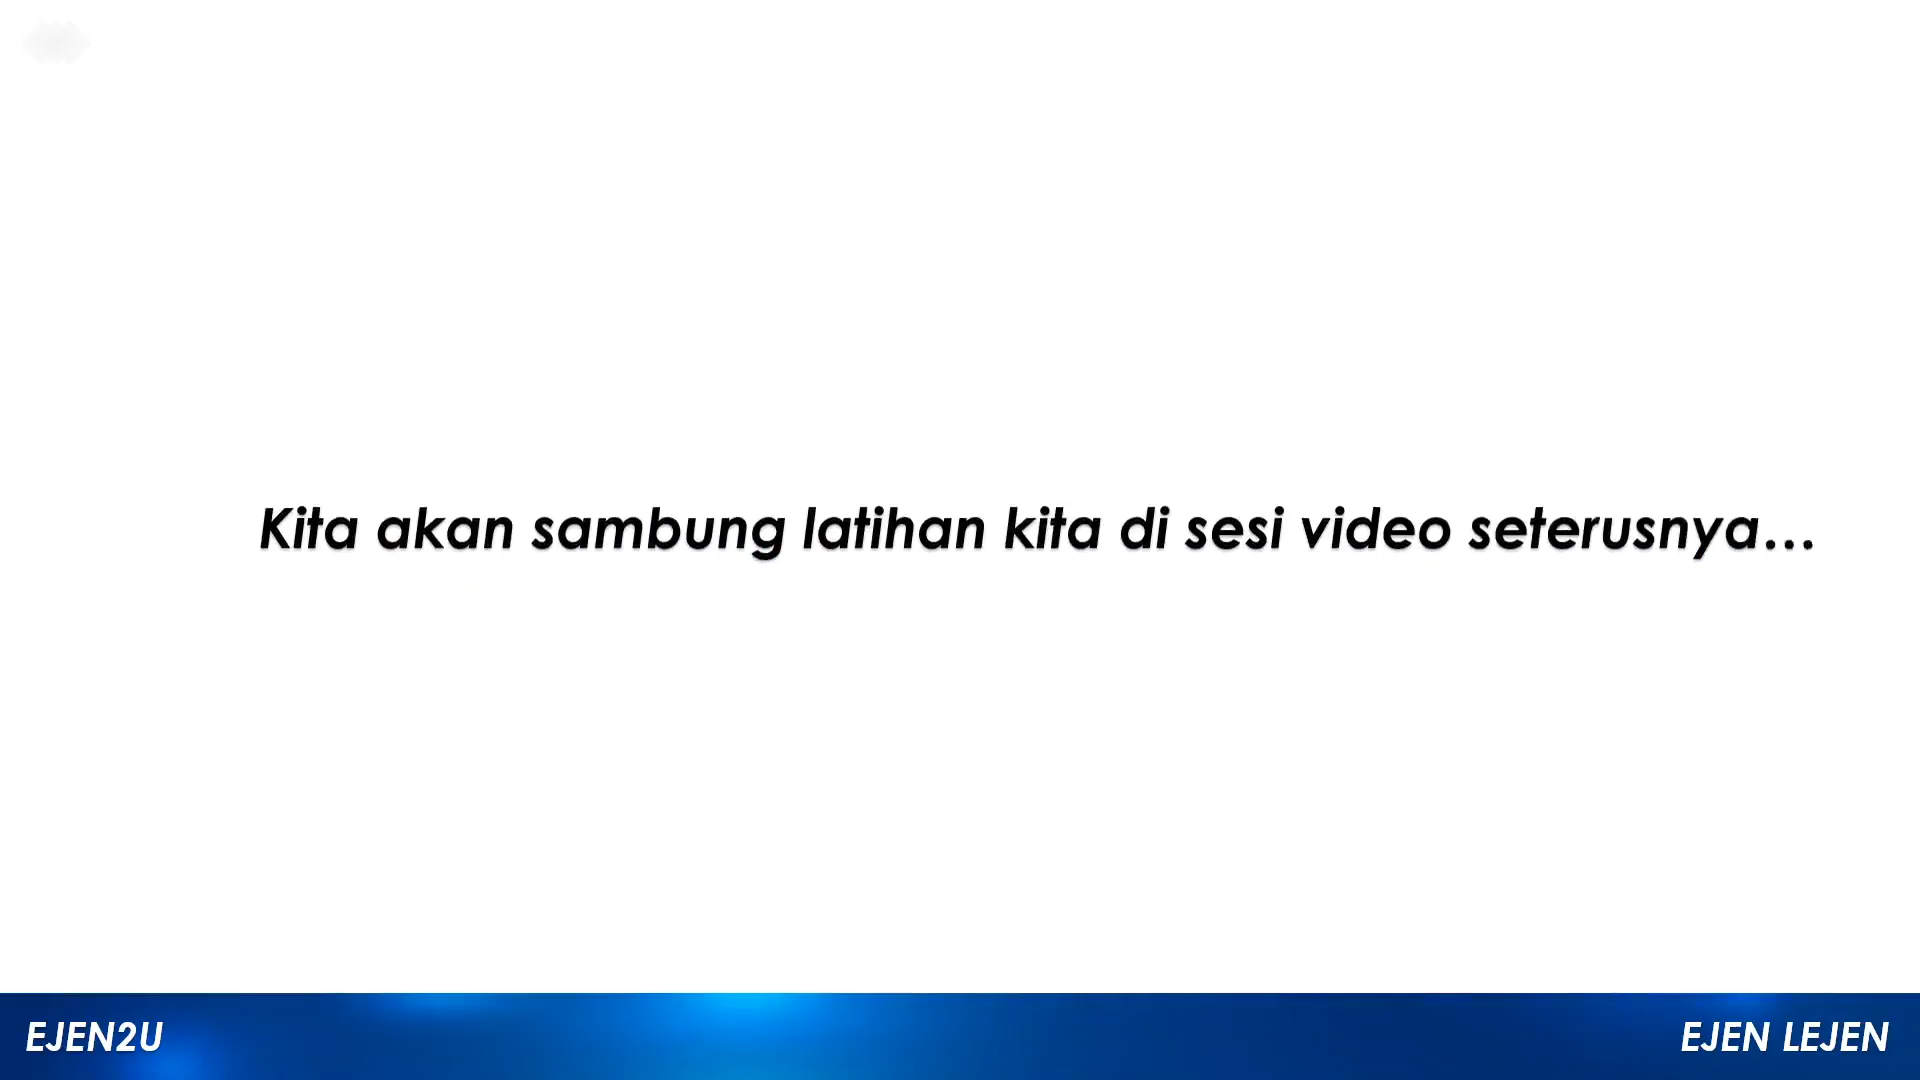 Kita akan sambung latihan kita di sesi video seterusnya…
EJEN2U
EJEN LEJEN